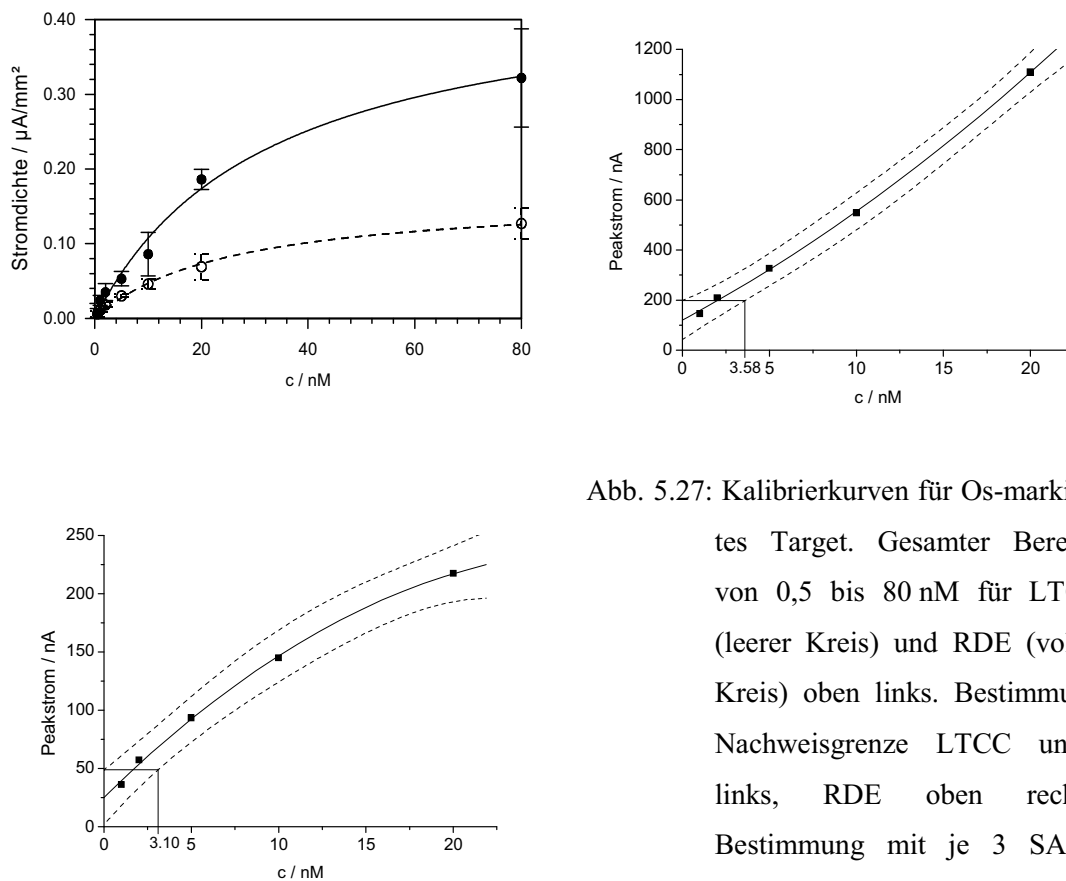 0.40
0.30
0.20
0.10
0.00
0 20 40 60 80
Stromdichte / µA/mm²
c / nM
1200
1000
800
600
400
200
0
0 3.58 5 10 15 20
Peakstrom / nA
c / nM
250
200
150
100
50
0
0 3.10 5 10 15 20
Peakstrom / nA
c / nM
Abb. 5.27: Kalibrierkurven für Os-marki
tes Target. Gesamter Bere
von 0,5 bis 80 nM für LT
(leerer Kreis) und RDE (vol
Kreis) oben links. Bestimmu
Nachweisgrenze LTCC un
links, RDE oben rec
Bestimmung mit je 3 SA